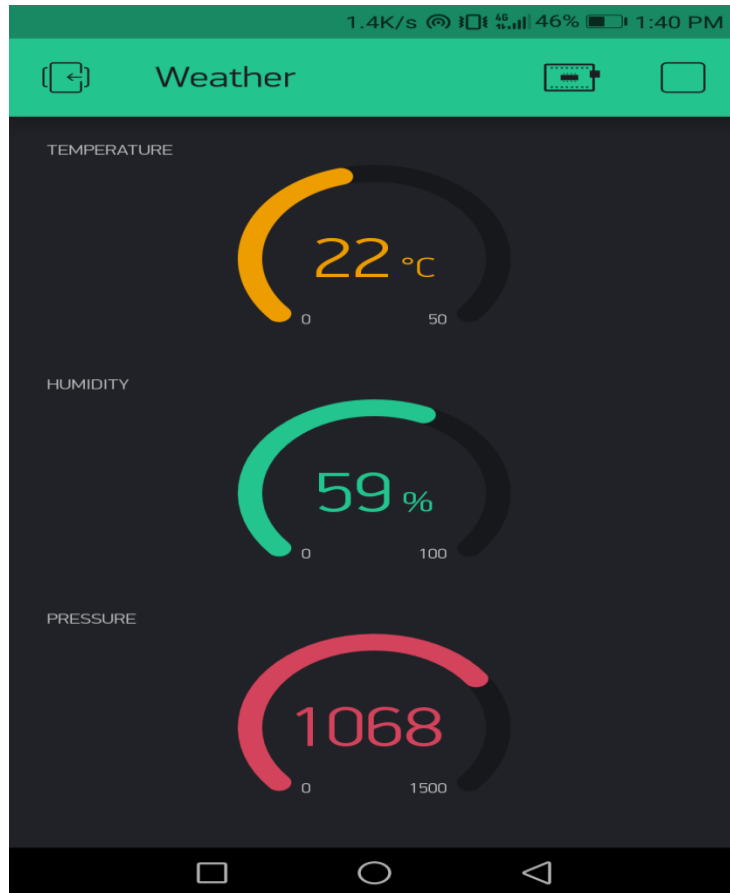 1.4K/s 4G 46% 1:40 PM
Weather
TEMPERATURE
22 °C
0 50
HUMIDITY
59 %
0 100
PRESSURE
1068
0 1500